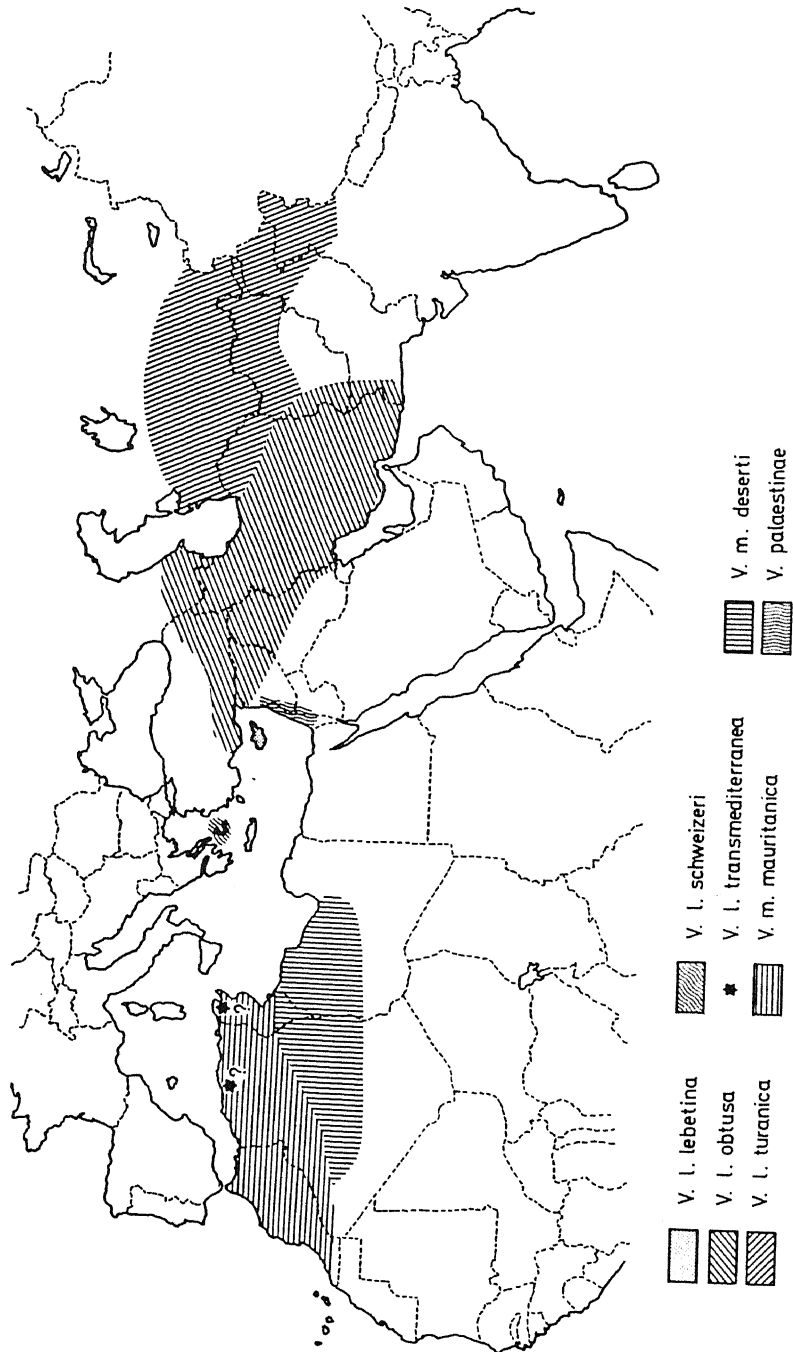 V. l. lebetina
V. l. obtusa
V. l. turanica
V. l. schweizeri
V. l. transmediterranea
V. m. mauritanica
V. m. deserti
V. palaestinae
?
?